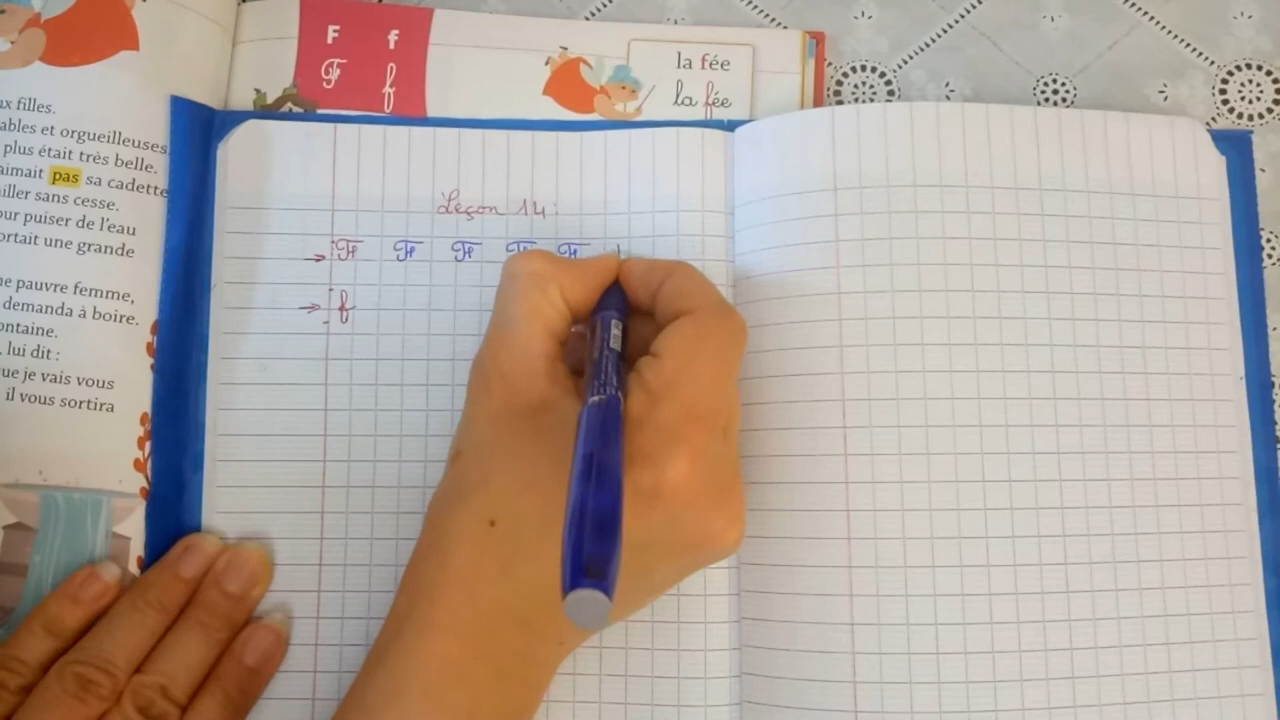 F f
F f
la fée
la fée
filles.
ables et orgueilleuses,
plus était très belle.
aimait pas sa cadette
iller sans cesse.
our puiser de l'eau
ortait une grande
ne pauvre femme,
demanda à boire.
ontaine.
lui dit :
que je vais vous
il vous sortira
Leçon 14:
→ F F F F F
→ f